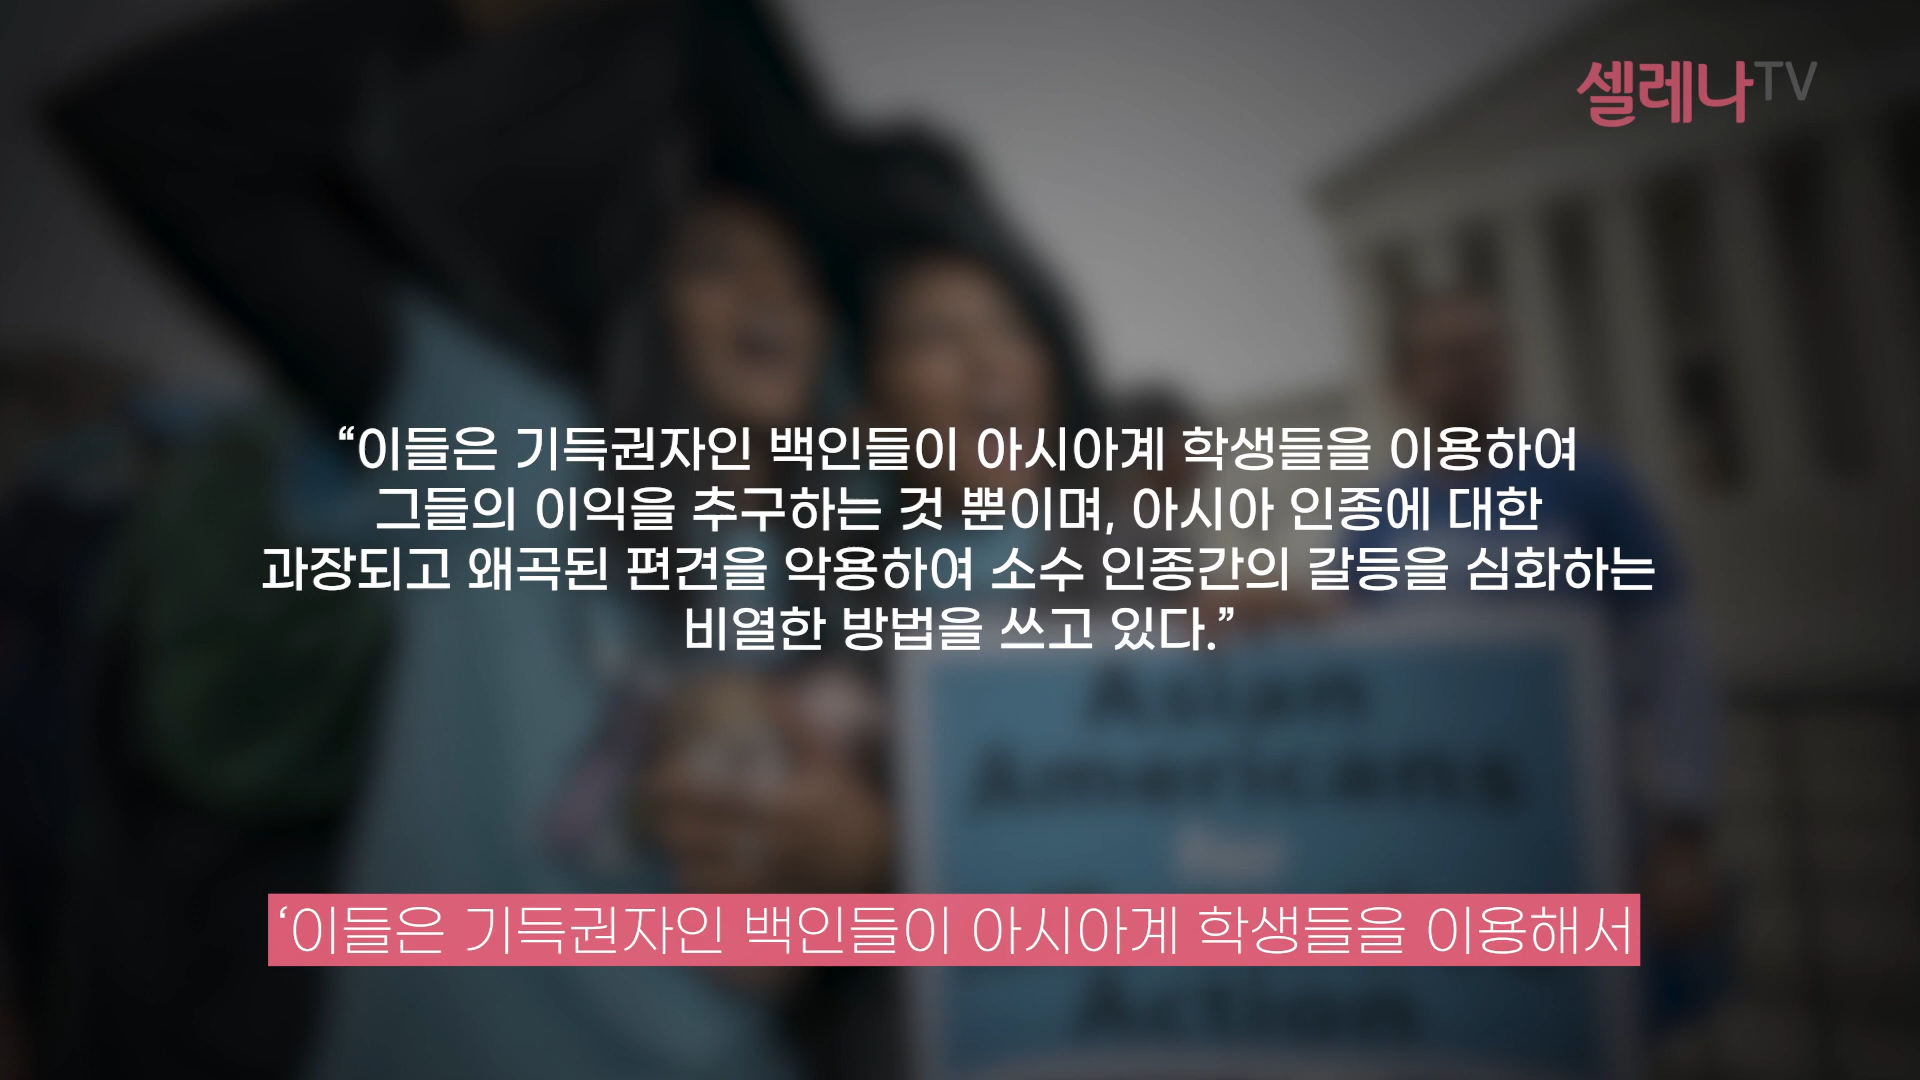 셀레나TV
“이들은 기득권자인 백인들이 아시아계 학생들을 이용하여
그들의 이익을 추구하는 것 뿐이며, 아시아 인종에 대한
과장되고 왜곡된 편견을 악용하여 소수 인종간의 갈등을 심화하는
비열한 방법을 쓰고 있다.”
Asian
Americans
for
Action
‘이들은 기득권자인 백인들이 아시아계 학생들을 이용해서